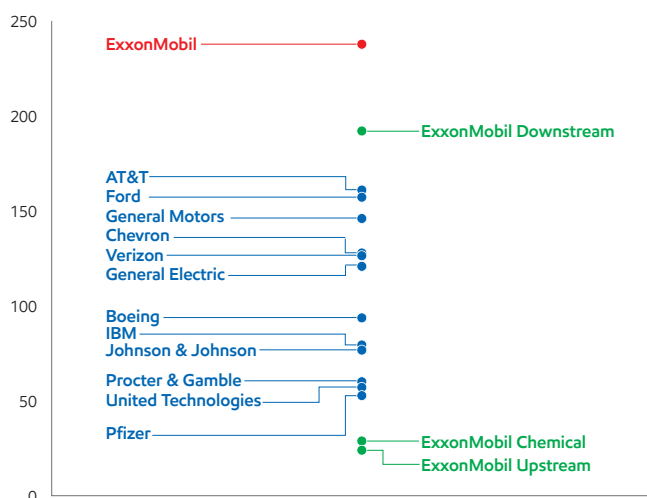 250
ExxonMobil
200
ExxonMobil Downstream
AT&T
Ford
150
General Motors
Chevron
Verizon
General Electric
100
Boeing
IBM
Johnson & Johnson
Procter & Gamble
50
United Technologies
Pfizer
ExxonMobil Chemical
ExxonMobil Upstream
0